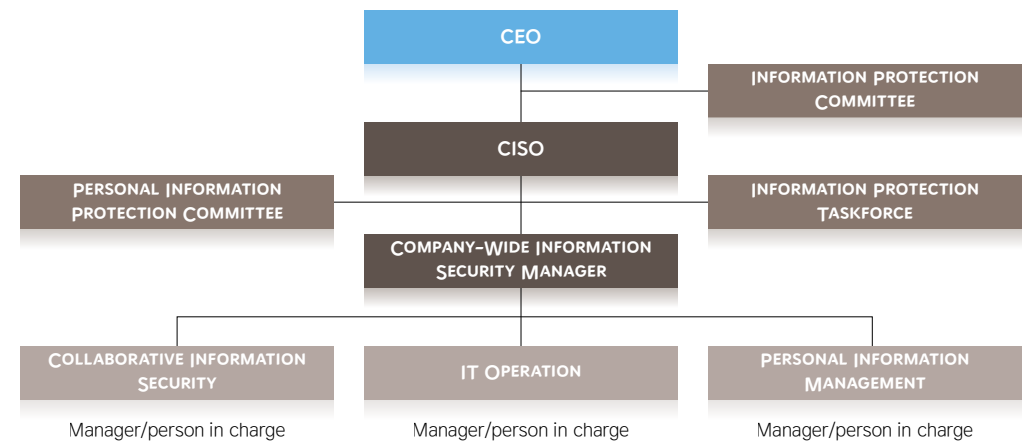 CEO
INFORMATION PROTECTION
COMMITTEE
CISO
PERSONAL INFORMATION
PROTECTION COMMITTEE
INFORMATION PROTECTION
TASKFORCE
COMPANY-WIDE INFORMATION
SECURITY MANAGER
COLLABORATIVE INFORMATION
SECURITY
IT OPERATION
PERSONAL INFORMATION
MANAGEMENT
Manager/person in charge
Manager/person in charge
Manager/person in charge